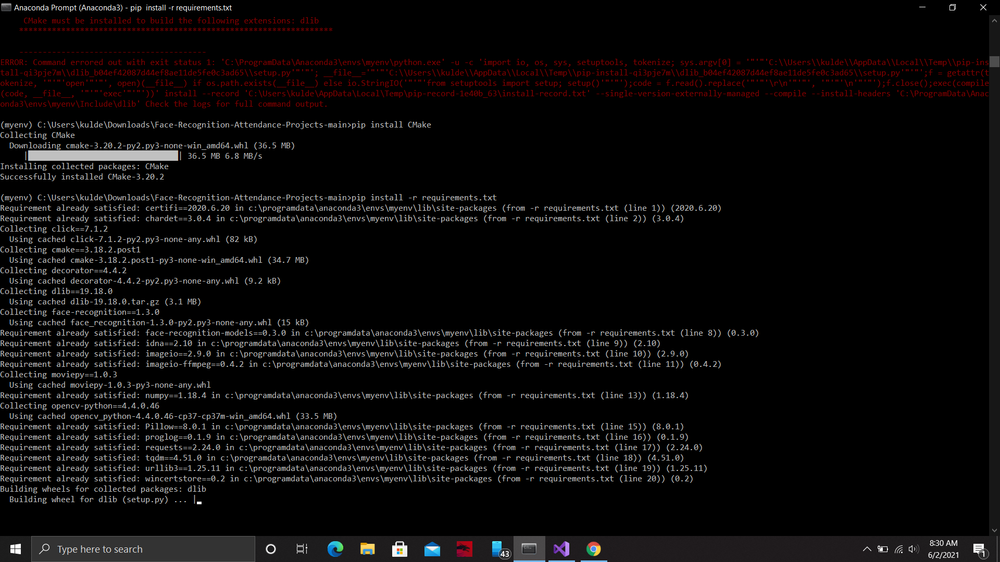 Anaconda Prompt (Anaconda3) - pip  install -r requirements.txt
CMake must be installed to build the following extensions: dlib
*******************************************************************
----------------------------------------
ERROR: Command errored out with exit status 1: 'C:\ProgramData\Anaconda3\envs\myenv\python.exe' -u -c 'import io, os, sys, setuptools, tokenize; sys.argv[0] = '"'"'C:\\Users\\kulde\\AppData\\Local\\Temp\\pip-ins
tall-qi3pje7m\\dlib_b04ef42087d44ef8ae11de5fe0c3ad65\\setup.py'"'"'; __file__='"'"'C:\\Users\\kulde\\AppData\\Local\\Temp\\pip-install-qi3pje7m\\dlib_b04ef42087d44ef8ae11de5fe0c3ad65\\setup.py'"'"';f = getattr(t
okenize, '"'"'open'"'"', open)(__file__) if os.path.exists(__file__) else io.StringIO('"'"'from setuptools import setup; setup()'"'"');code = f.read().replace('"'"'\r\n'"'"', '"'"'\n'"'"');f.close();exec(compile
(code, __file__, '"'"'exec'"'"'))' install --record 'C:\Users\kulde\AppData\Local\Temp\pip-record-1e40b_63\install-record.txt' --single-version-externally-managed --compile --install-headers 'C:\ProgramData\Anac
onda3\envs\myenv\Include\dlib' Check the logs for full command output.
(myenv) C:\Users\kulde\Downloads\Face-Recognition-Attendance-Projects-main>pip install CMake
Collecting CMake
Downloading cmake-3.20.2-py2.py3-none-win_amd64.whl (36.5 MB)
| | 36.5 MB 6.8 MB/s
Installing collected packages: CMake
Successfully installed CMake-3.20.2
(myenv) C:\Users\kulde\Downloads\Face-Recognition-Attendance-Projects-main>pip install -r requirements.txt
Requirement already satisfied: certifi==2020.6.20 in c:\programdata\anaconda3\envs\myenv\lib\site-packages (from -r requirements.txt (line 1)) (2020.6.20)
Requirement already satisfied: chardet==3.0.4 in c:\programdata\anaconda3\envs\myenv\lib\site-packages (from -r requirements.txt (line 2)) (3.0.4)
Collecting click==7.1.2
Using cached click-7.1.2-py2.py3-none-any.whl (82 kB)
Collecting cmake==3.18.2.post1
Using cached cmake-3.18.2.post1-py3-none-win_amd64.whl (34.7 MB)
Collecting decorator==4.4.2
Using cached decorator-4.4.2-py2.py3-none-any.whl (9.2 kB)
Collecting dlib==19.18.0
Using cached dlib-19.18.0.tar.gz (3.1 MB)
Collecting face-recognition==1.3.0
Using cached face_recognition-1.3.0-py2.py3-none-any.whl (15 kB)
Requirement already satisfied: face-recognition-models==0.3.0 in c:\programdata\anaconda3\envs\myenv\lib\site-packages (from -r requirements.txt (line 8)) (0.3.0)
Requirement already satisfied: idna==2.10 in c:\programdata\anaconda3\envs\myenv\lib\site-packages (from -r requirements.txt (line 9)) (2.10)
Requirement already satisfied: imageio==2.9.0 in c:\programdata\anaconda3\envs\myenv\lib\site-packages (from -r requirements.txt (line 10)) (2.9.0)
Requirement already satisfied: imageio-ffmpeg==0.4.2 in c:\programdata\anaconda3\envs\myenv\lib\site-packages (from -r requirements.txt (line 11)) (0.4.2)
Collecting moviepy==1.0.3
Using cached moviepy-1.0.3-py3-none-any.whl
Requirement already satisfied: numpy==1.18.4 in c:\programdata\anaconda3\envs\myenv\lib\site-packages (from -r requirements.txt (line 13)) (1.18.4)
Collecting opencv-python==4.4.0.46
Using cached opencv_python-4.4.0.46-cp37-cp37m-win_amd64.whl (33.5 MB)
Requirement already satisfied: Pillow==8.0.1 in c:\programdata\anaconda3\envs\myenv\lib\site-packages (from -r requirements.txt (line 15)) (8.0.1)
Requirement already satisfied: proglog==0.1.9 in c:\programdata\anaconda3\envs\myenv\lib\site-packages (from -r requirements.txt (line 16)) (0.1.9)
Requirement already satisfied: requests==2.24.0 in c:\programdata\anaconda3\envs\myenv\lib\site-packages (from -r requirements.txt (line 17)) (2.24.0)
Requirement already satisfied: tqdm==4.51.0 in c:\programdata\anaconda3\envs\myenv\lib\site-packages (from -r requirements.txt (line 18)) (4.51.0)
Requirement already satisfied: urllib3==1.25.11 in c:\programdata\anaconda3\envs\myenv\lib\site-packages (from -r requirements.txt (line 19)) (1.25.11)
Requirement already satisfied: wincertstore==0.2 in c:\programdata\anaconda3\envs\myenv\lib\site-packages (from -r requirements.txt (line 20)) (0.2)
Building wheels for collected packages: dlib
Building wheel for dlib (setup.py) ... |
Type here to search
43
8:30 AM
6/2/2021
1